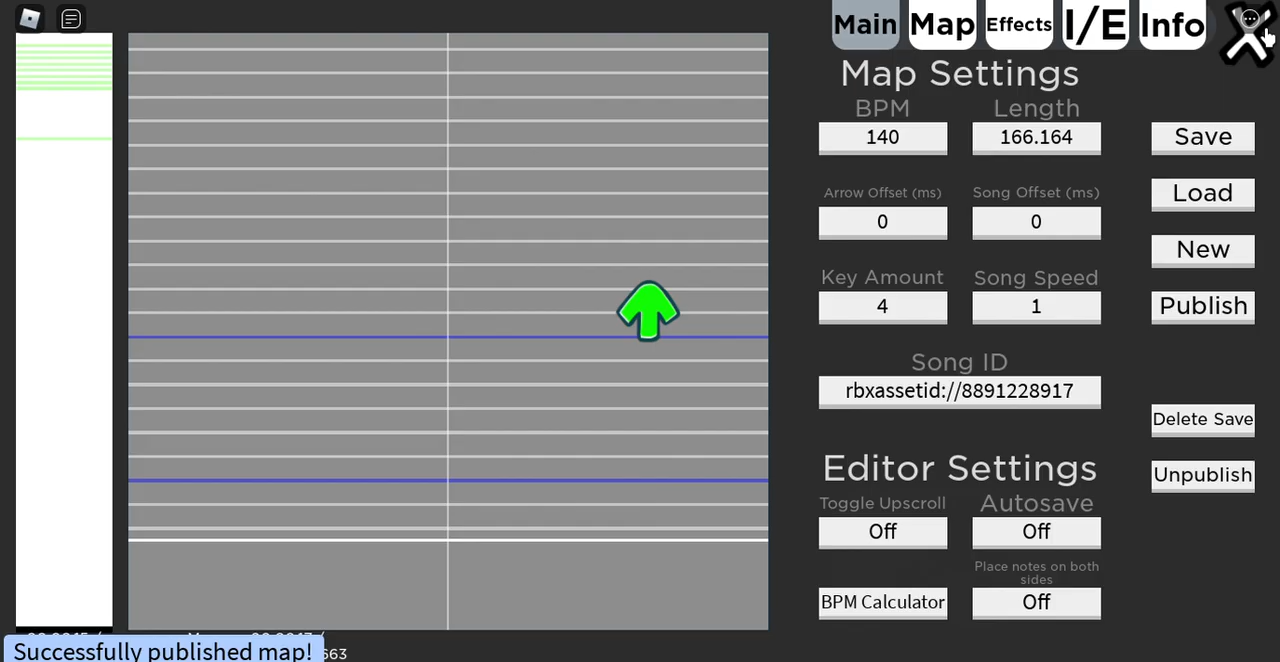 Main Map Effects I/E Info
Map Settings
BPM Length
140 166.164 Save
Load
Arrow Offset (ms) Song Offset (ms)
0 0
New
Key Amount Song Speed
4 1 Publish
Song ID
rbxassetid://8891228917
Delete Save
Editor Settings
Unpublish
Toggle Upscroll Autosave
Off Off
Place notes on both
sides
BPM Calculator Off
Successfully published map!
663